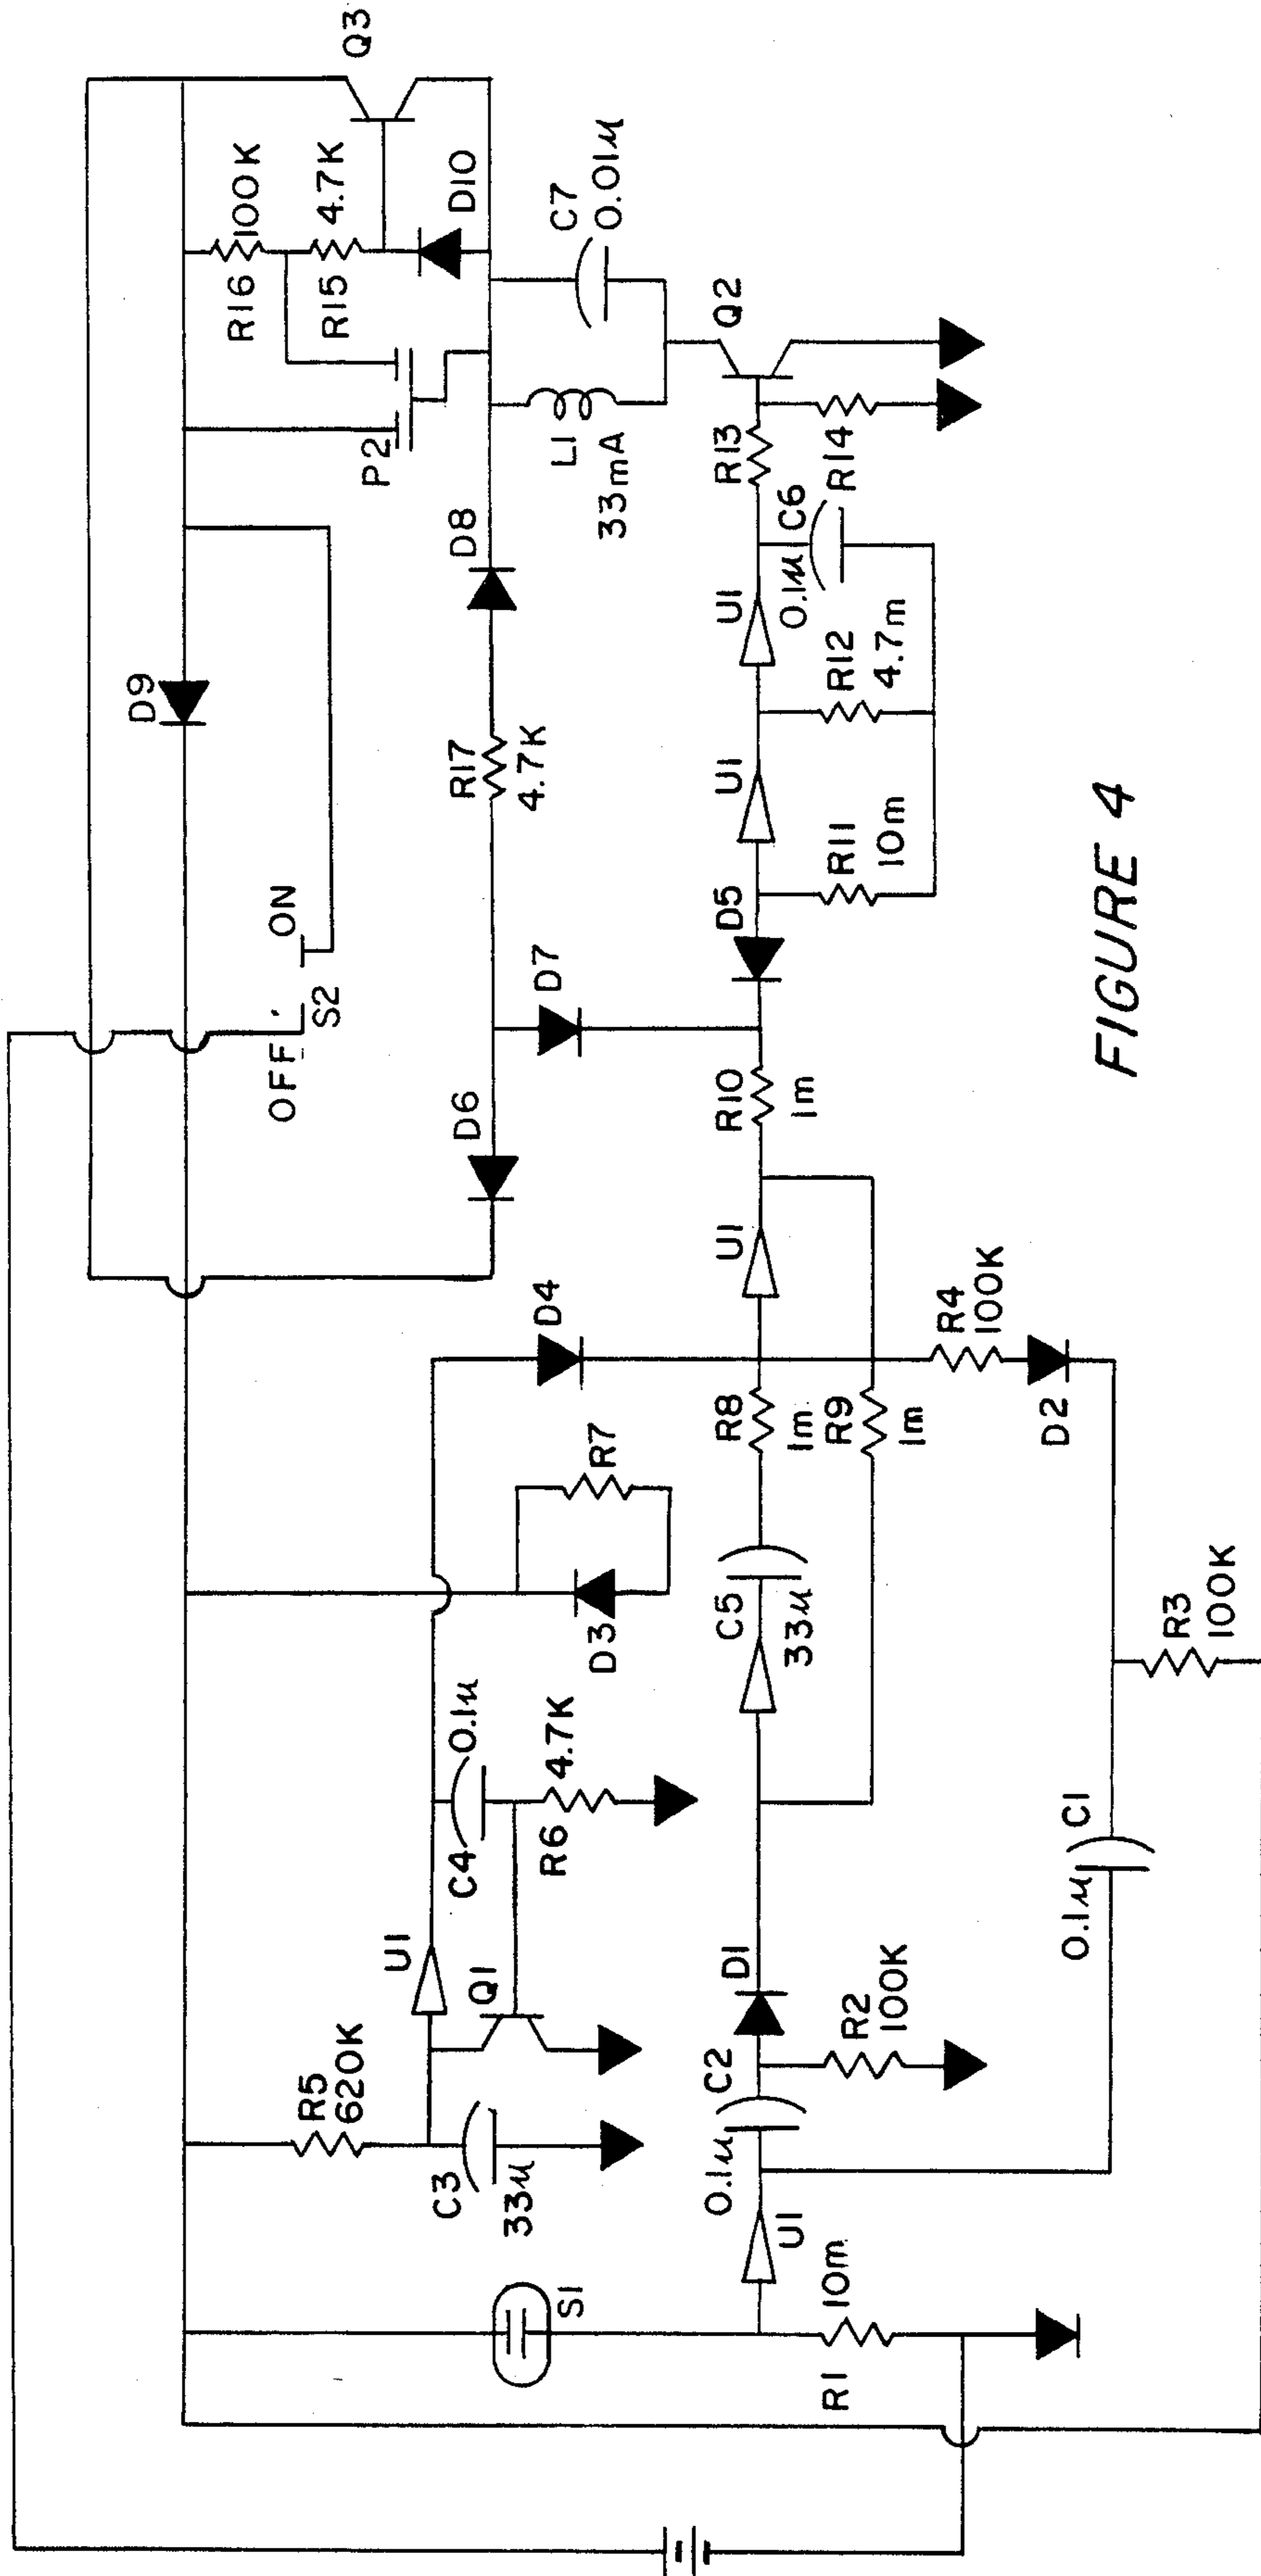 Q3
100K
R16
4.7K
R15
D10
P2
C7
0.01µ
L1
33mA
Q2
R13
R14
D9
D8
R17
4.7K
U1
C6
0.1µ
R12
4.7m
U1
R11
10m
D5
OFF
ON
S2
D7
D6
R10
1m
U1
D4
R4
100K
D2
R8
1m
R9
1m
R7
D3
C5
33µ
R3
100K
C4
0.1µ
R6
4.7K
U1
Q1
D1
R2
100K
C1
0.1µ
R5
620K
C3
33µ
C2
0.1µ
U1
S1
R1
10m
FIGURE 4